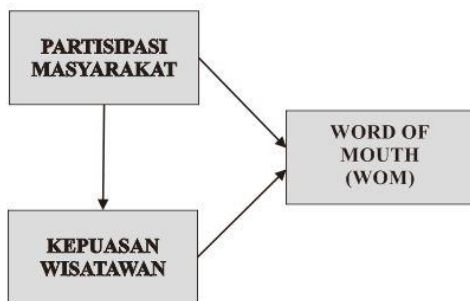 PARTISIPASI
MASYARAKAT
WORD OF
MOUTH
(WOM)
KEPUASAN
WISATAWAN